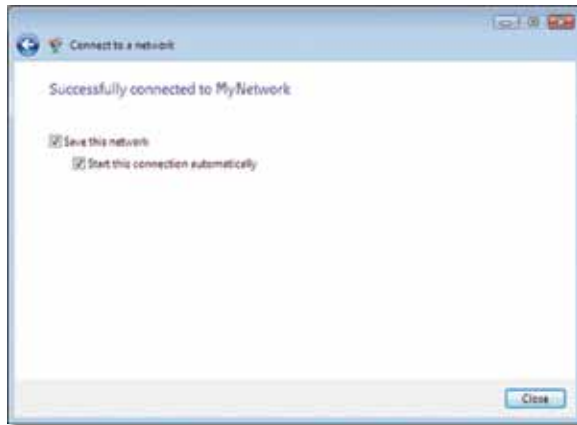 Connect to a network
Successfully connected to MyNetwork
Save this network
Start this connection automatically
Close